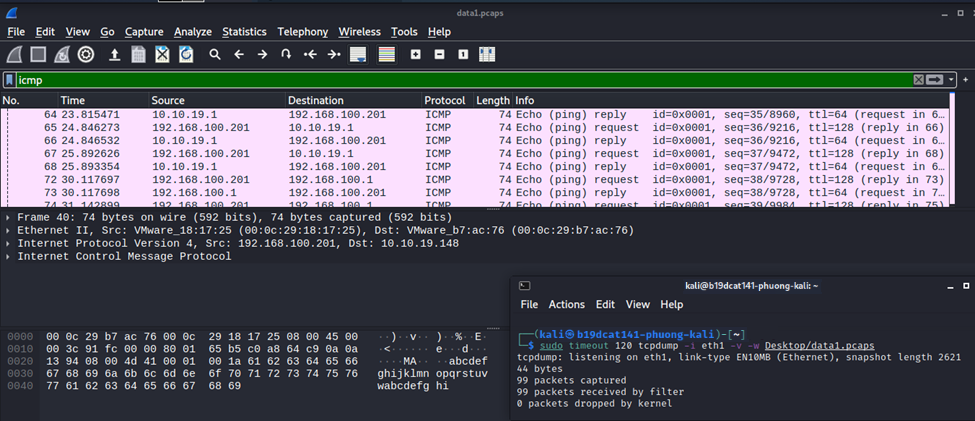 data1.pcaps
File Edit View Go Capture Analyze Statistics Telephony Wireless Tools Help
icmp
No. Time Source Destination Protocol Length Info
64 23.815471 10.10.19.1 192.168.100.201 ICMP 74 Echo (ping) reply id=0x0001, seq=35/8960, ttl=64 (request in 6…
65 24.846273 192.168.100.201 10.10.19.1 ICMP 74 Echo (ping) request id=0x0001, seq=36/9216, ttl=128 (reply in 66)
66 24.846532 10.10.19.1 192.168.100.201 ICMP 74 Echo (ping) reply id=0x0001, seq=36/9216, ttl=64 (request in 6…
67 25.892626 192.168.100.201 10.10.19.1 ICMP 74 Echo (ping) request id=0x0001, seq=37/9472, ttl=128 (reply in 68)
68 25.893354 10.10.19.1 192.168.100.201 ICMP 74 Echo (ping) reply id=0x0001, seq=37/9472, ttl=64 (request in 6…
72 30.117697 192.168.100.201 192.168.100.1 ICMP 74 Echo (ping) request id=0x0001, seq=38/9728, ttl=128 (reply in 73)
73 30.117698 192.168.100.1 192.168.100.201 ICMP 74 Echo (ping) reply id=0x0001, seq=38/9728, ttl=64 (request in 7…
74 31.142899 192.168.100.201 192.168.100.1 ICMP 74 Echo (ping) request id=0x0001, seq=39/9984, ttl=128 (reply in 75)
Frame 40: 74 bytes on wire (592 bits), 74 bytes captured (592 bits)
Ethernet II, Src: VMware_18:17:25 (00:0c:29:18:17:25), Dst: VMware_b7:ac:76 (00:0c:29:b7:ac:76)
Internet Protocol Version 4, Src: 192.168.100.201, Dst: 10.10.19.148
Internet Control Message Protocol
0000 00 0c 29 b7 ac 76 00 0c 29 18 17 25 08 00 45 00 ··)··v·· )··%··E·
0010 00 3c 91 fc 00 00 80 01 65 b5 c0 a8 64 c9 0a 0a ·<······ e···d···
0020 13 94 08 00 4d 41 00 01 00 1a 61 62 63 64 65 66 ····MA·· ··abcdef
0030 67 68 69 6a 6b 6c 6d 6e 6f 70 71 72 73 74 75 76 ghijklmn opqrstuv
0040 77 61 62 63 64 65 66 67 68 69 wabcdefg hi
kali@b19dcat141-phuong-kali: ~
File Actions Edit View Help
┌──(kali㉿b19dcat141-phuong-kali)-[~]
└─$ sudo timeout 120 tcpdump -i eth1 -v -w Desktop/data1.pcaps
tcpdump: listening on eth1, link-type EN10MB (Ethernet), snapshot length 2621
44 bytes
99 packets captured
99 packets received by filter
0 packets dropped by kernel